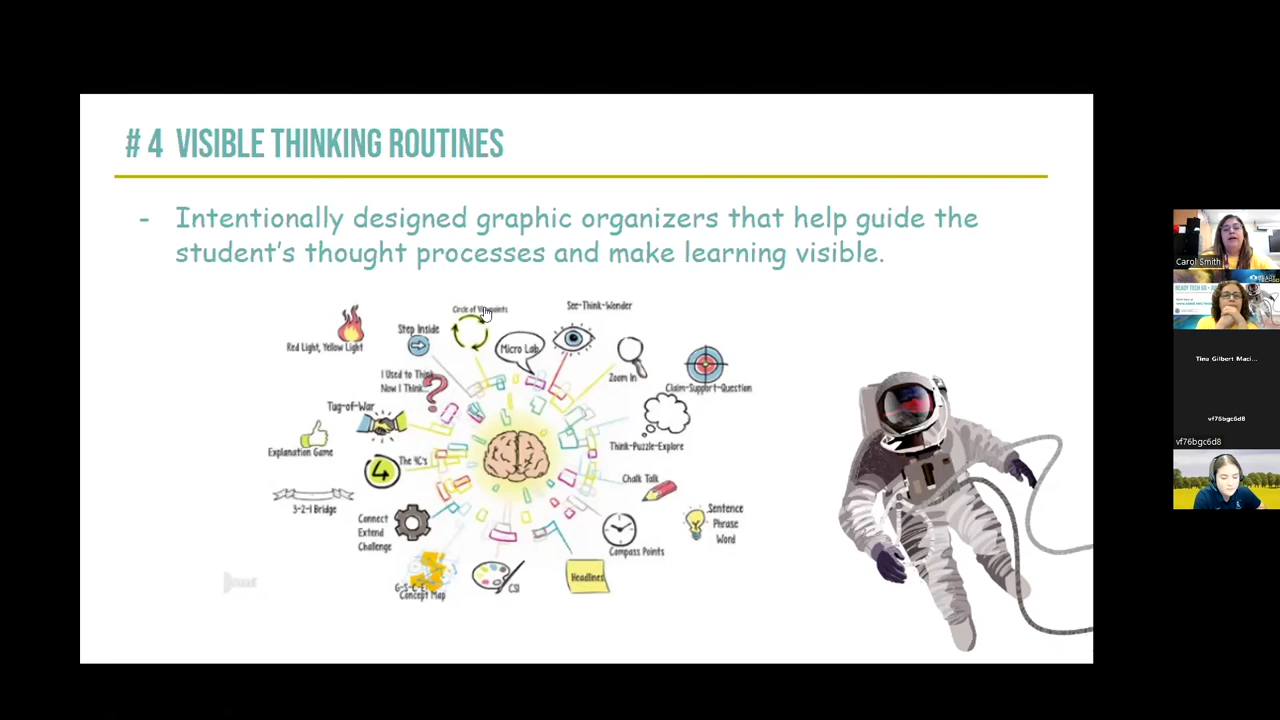 # 4 VISIBLE THINKING ROUTINES
- Intentionally designed graphic organizers that help guide the
student's thought processes and make learning visible.
Circle of Viewpoints
See-Think-Wonder
Step Inside
Micro Lab
Red Light, Yellow Light
Zoom In
I Used to Think
Now I Think...
Claim-Support-Question
Tug-of-War
Think-Puzzle-Explore
Explanation Game
4
The 4C's
Chalk Talk
3-2-1 Bridge
Connect
Extend
Challenge
Sentence
Phrase
Word
Compass Points
Headlines
CSI
Concept Map
Carol Smith
Tina Gilbert Maci...
vf76bgc6d8
vf76bgc6d8